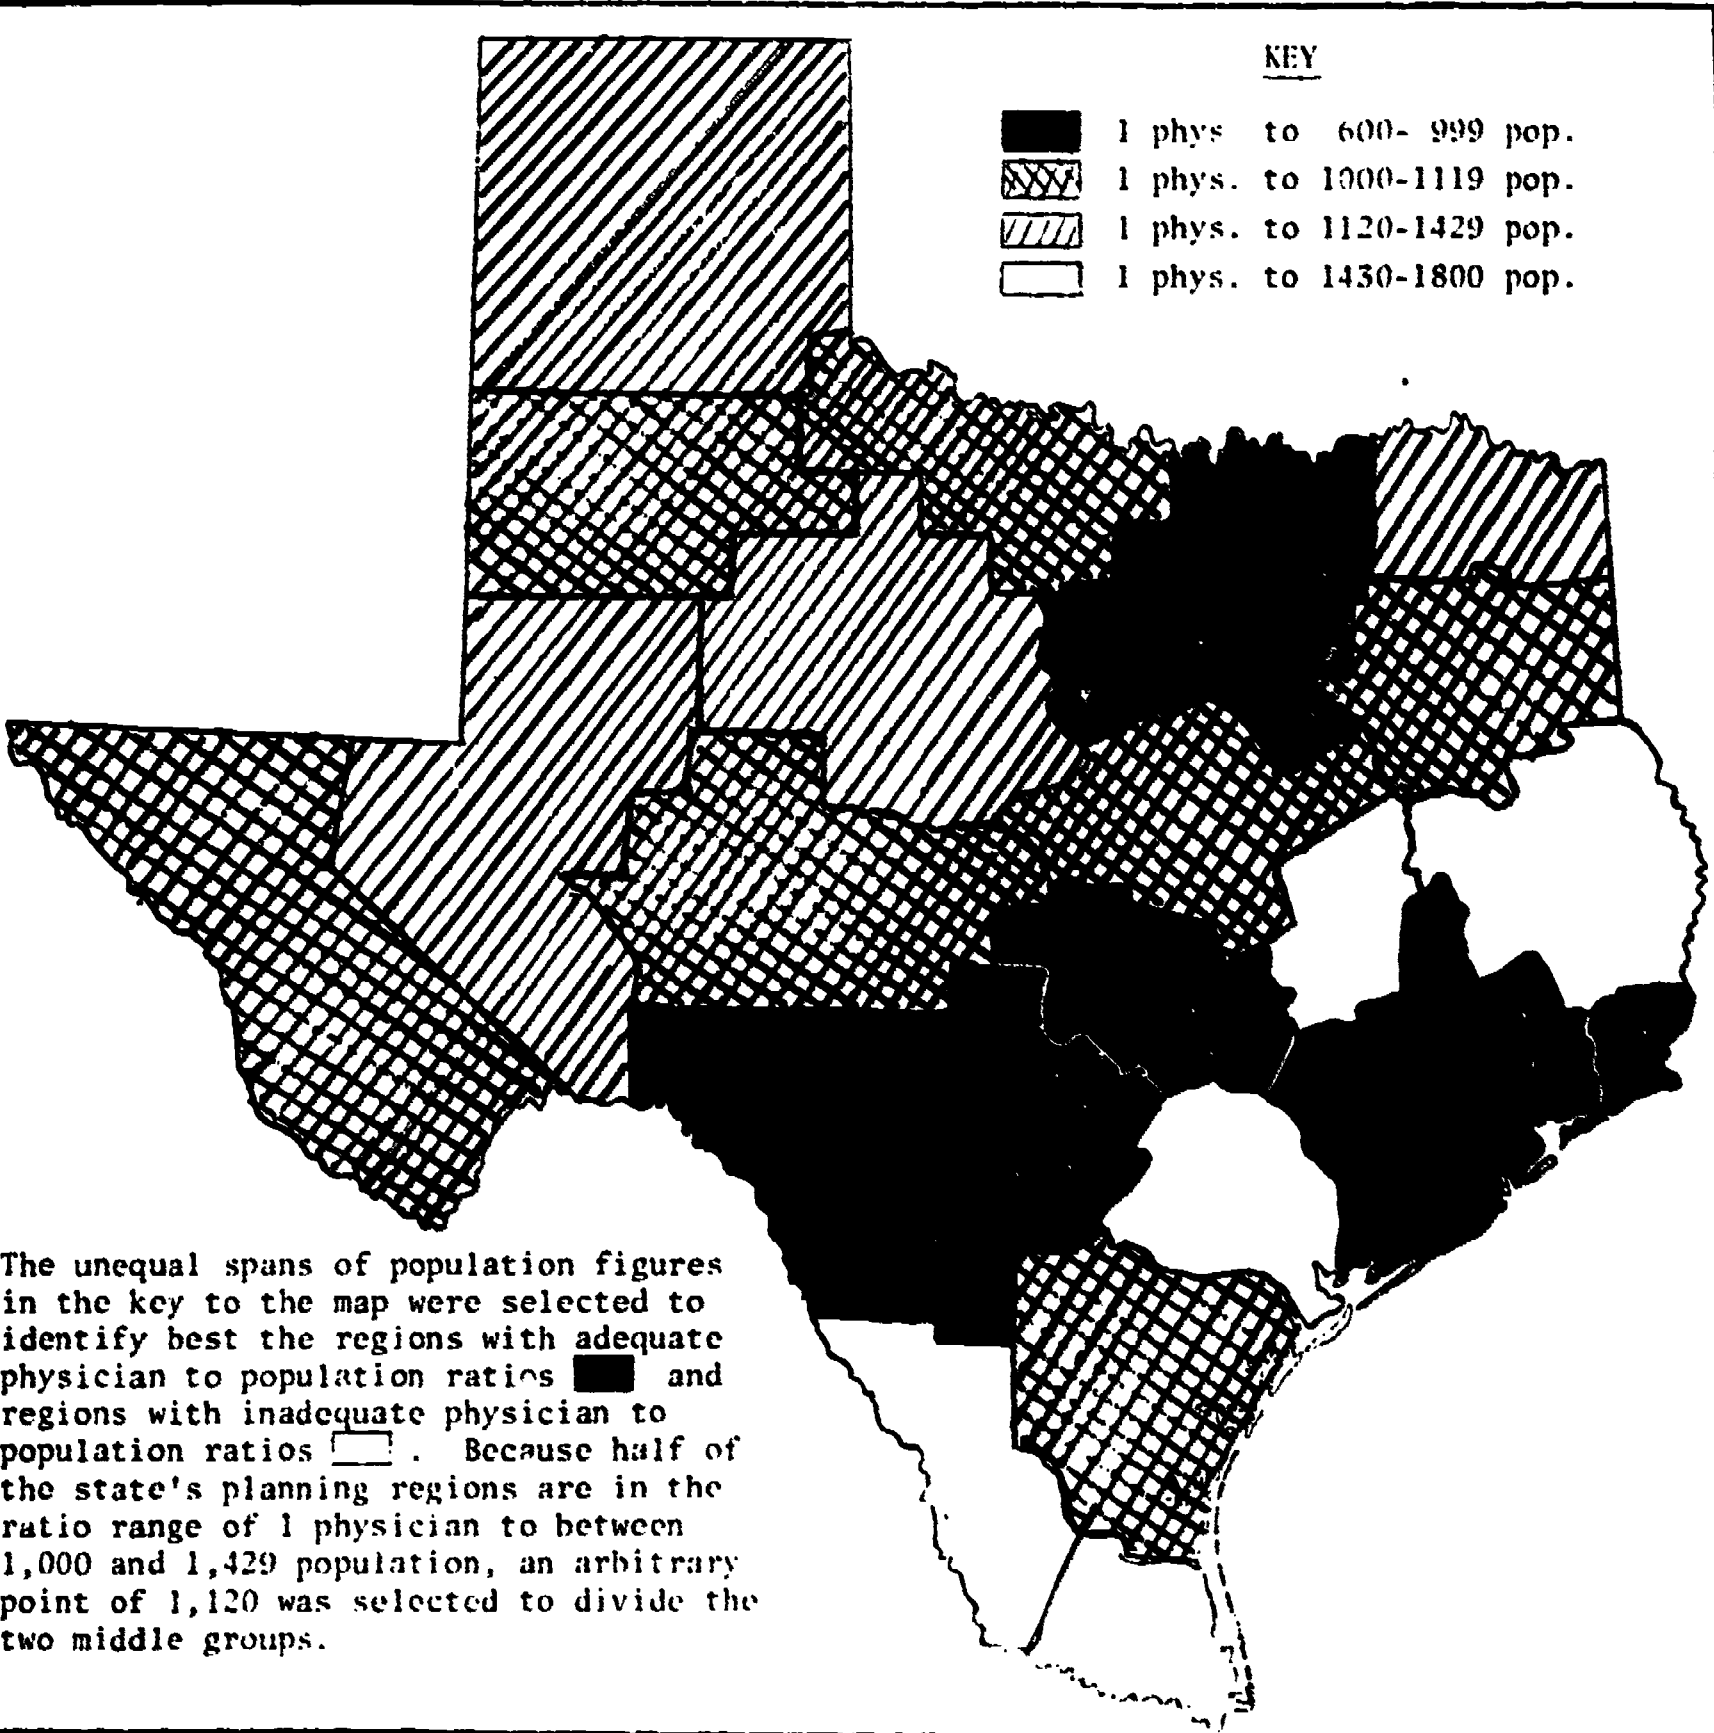 KEY
1 phys to 600- 999 pop.
1 phys. to 1000-1119 pop.
1 phys. to 1120-1429 pop.
1 phys. to 1430-1800 pop.
The unequal spans of population figures
in the key to the map were selected to
identify best the regions with adequate
physician to population ratios and
regions with inadequate physician to
population ratios . Because half of
the state's planning regions are in the
ratio range of 1 physician to between
1,000 and 1,429 population, an arbitrary
point of 1,120 was selected to divide the
two middle groups.